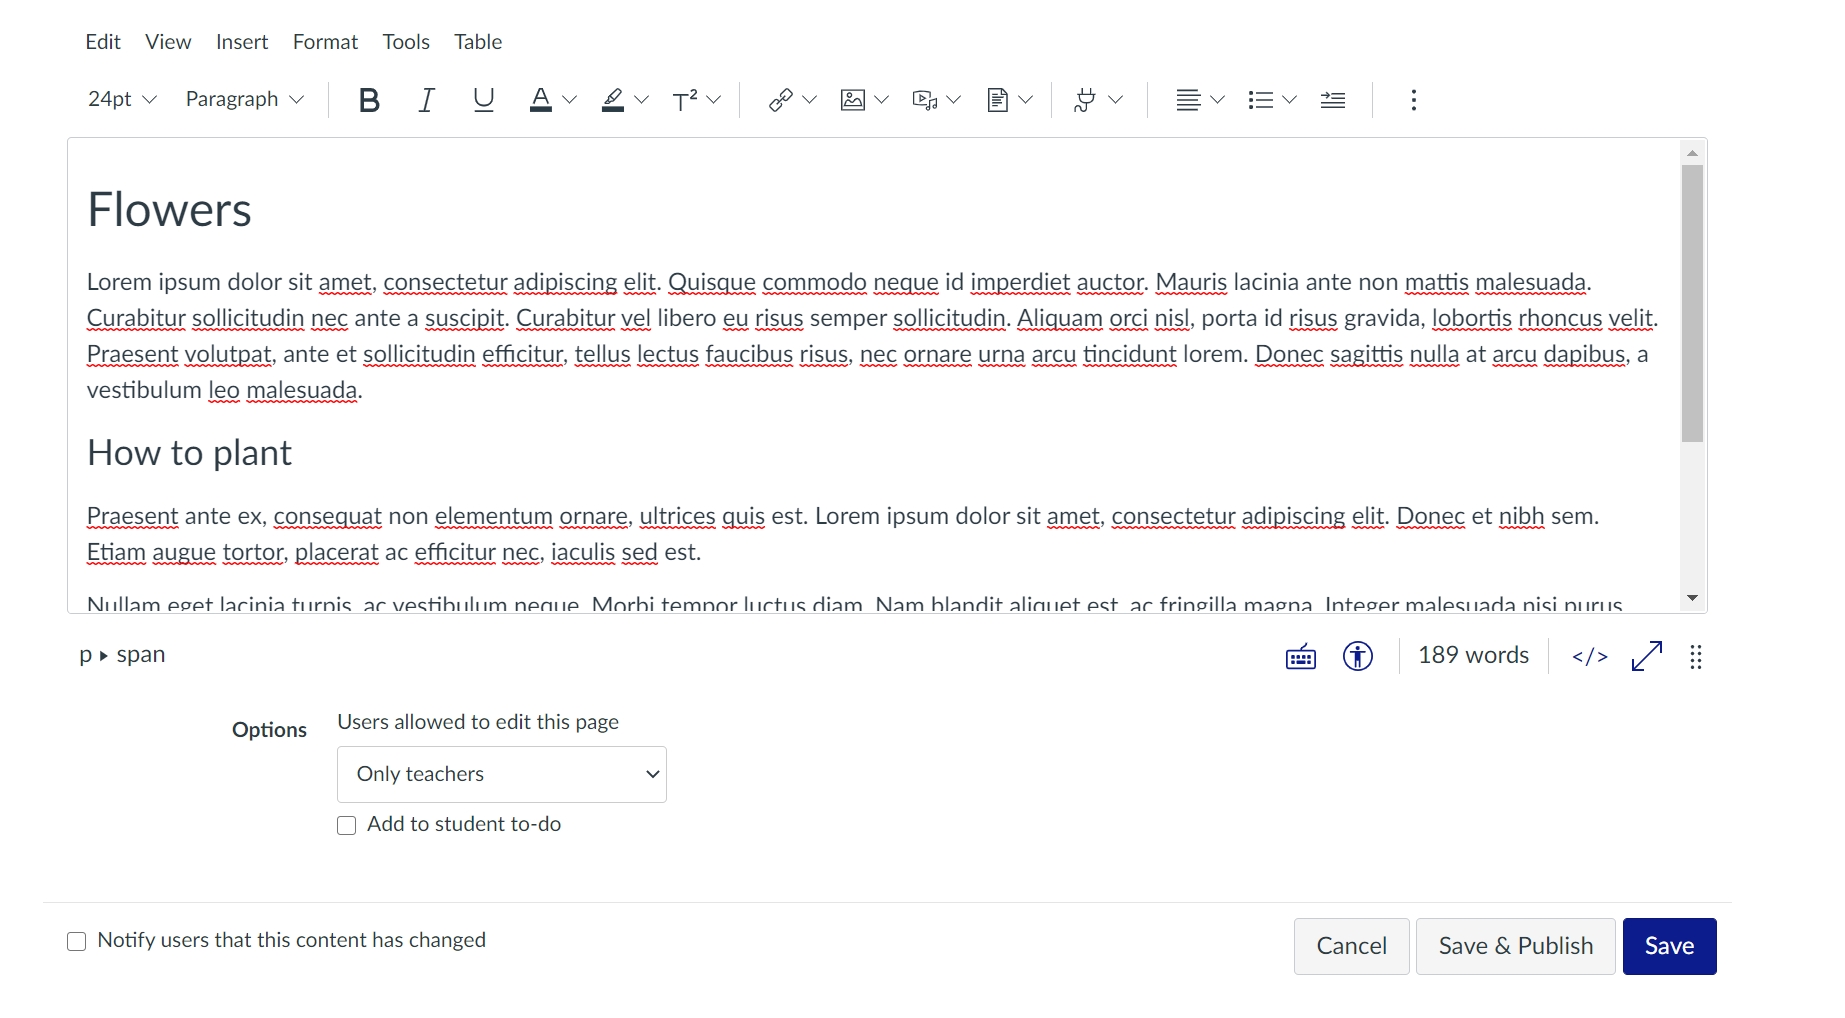 Edit View Insert Format Tools Table
24pt Paragraph B I U A T²
Flowers
Lorem ipsum dolor sit amet, consectetur adipiscing elit. Quisque commodo neque id imperdiet auctor. Mauris lacinia ante non mattis malesuada.
Curabitur sollicitudin nec ante a suscipit. Curabitur vel libero eu risus semper sollicitudin. Aliquam orci nisl, porta id risus gravida, lobortis rhoncus velit.
Praesent volutpat, ante et sollicitudin efficitur, tellus lectus faucibus risus, nec ornare urna arcu tincidunt lorem. Donec sagittis nulla at arcu dapibus, a
vestibulum leo malesuada.
How to plant
Praesent ante ex, consequat non elementum ornare, ultrices quis est. Lorem ipsum dolor sit amet, consectetur adipiscing elit. Donec et nibh sem.
Etiam augue tortor, placerat ac efficitur nec, iaculis sed est.
Nullam eget lacinia turpis, ac vestibulum neque. Morbi tempor luctus diam. Nam blandit aliquet est, ac fringilla magna. Integer malesuada nisi purus
p ▸ span
189 words </>
Options
Users allowed to edit this page
Only teachers
Add to student to-do
Notify users that this content has changed
Cancel Save & Publish Save